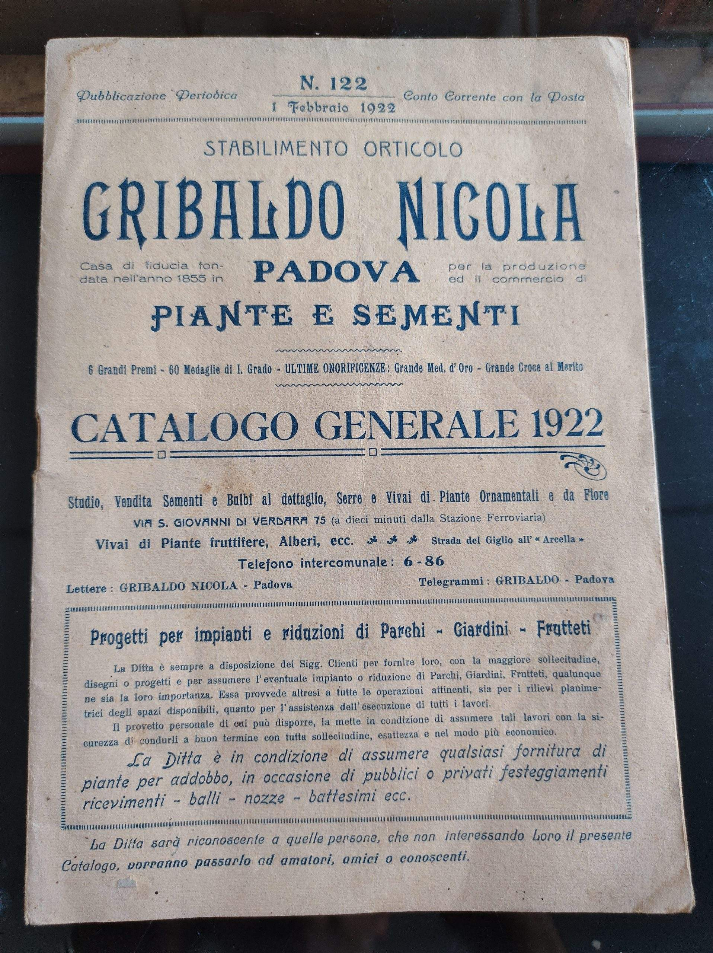 Pubblicazione Periodica
N. 122
1 Febbraio 1922
Conto Corrente con la Posta
STABILIMENTO ORTICOLO
GRIBALDO NICOLA
Casa di fiducia fon-
data nell'anno 1855 in
PADOVA
per la produzione
ed il commercio di
PIANTE E SEMENTI
6 Grandi Premi - 60 Medaglie di I. Grado - ULTIME ONORIFICENZE: Grande Med. d'Oro - Grande Croce al Merito
CATALOGO GENERALE 1922
Studio, Vendita Sementi e Bulbi al dettaglio, Serre e Vivai di Piante Ornamentali e da Fiore
VIA S. GIOVANNI DI VERDARA 75 (a dieci minuti dalla Stazione Ferroviaria)
Vivai di Piante fruttifere, Alberi, ecc. Strada del Giglio all' « Arcella »
Telefono intercomunale: 6-86
Lettere: GRIBALDO NICOLA - Padova Telegrammi: GRIBALDO - Padova
Progetti per impianti e riduzioni di Parchi - Giardini - Frutteti
La Ditta è sempre a disposizione dei Sigg. Clienti per fornire loro, con la maggiore sollecitudine,
disegni o progetti e per assumere l'eventuale impianto o riduzione di Parchi, Giardini, Frutteti, qualunque
ne sia la loro importanza. Essa provvede altresì a tutte le operazioni attinenti, sia per i rilievi planime-
trici degli spazi disponibili, quanto per l'assistenza dell'esecuzione di tutti i lavori.
Il provetto personale di cui può disporre, la mette in condizione di assumere tali lavori con la si-
curezza di condurli a buon termine con tutta sollecitudine, esattezza e nel modo più economico.
La Ditta è in condizione di assumere qualsiasi fornitura di
piante per addobbo, in occasione di pubblici o privati festeggiamenti
ricevimenti - balli - nozze - battesimi ecc.
La Ditta sarà riconoscente a quelle persone, che non interessando Loro il presente
Catalogo, vorranno passarlo ad amatori, amici o conoscenti.